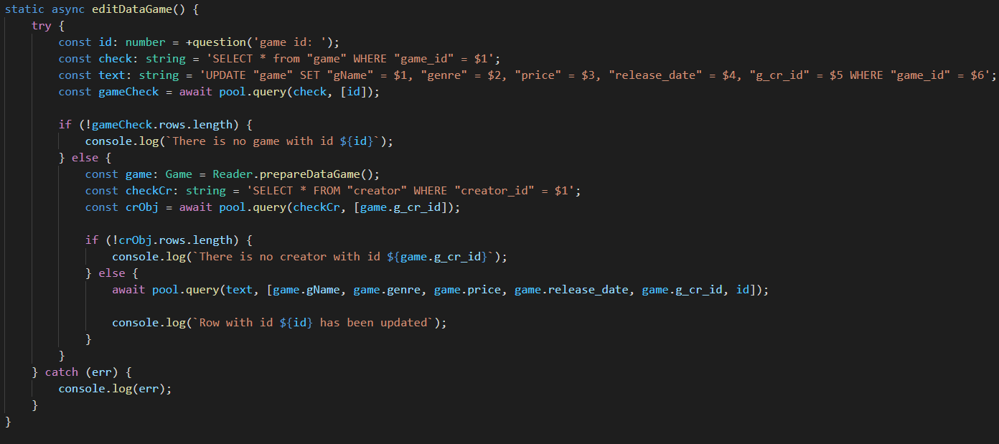 static async editDataGame() {
    try {
        const id: number = +question('game id: ');
        const check: string = 'SELECT * from "game" WHERE "game_id" = $1';
        const text: string = 'UPDATE "game" SET "gName" = $1, "genre" = $2, "price" = $3, "release_date" = $4, "g_cr_id" = $5 WHERE "game_id" = $6';
        const gameCheck = await pool.query(check, [id]);

        if (!gameCheck.rows.length) {
            console.log(`There is no game with id ${id}`);
        } else {
            const game: Game = Reader.prepareDataGame();
            const checkCr: string = 'SELECT * FROM "creator" WHERE "creator_id" = $1';
            const crObj = await pool.query(checkCr, [game.g_cr_id]);

            if (!crObj.rows.length) {
                console.log(`There is no creator with id ${game.g_cr_id}`);
            } else {
                await pool.query(text, [game.gName, game.genre, game.price, game.release_date, game.g_cr_id, id]);

                console.log(`Row with id ${id} has been updated`);
            }
        }
    } catch (err) {
        console.log(err);
    }
}